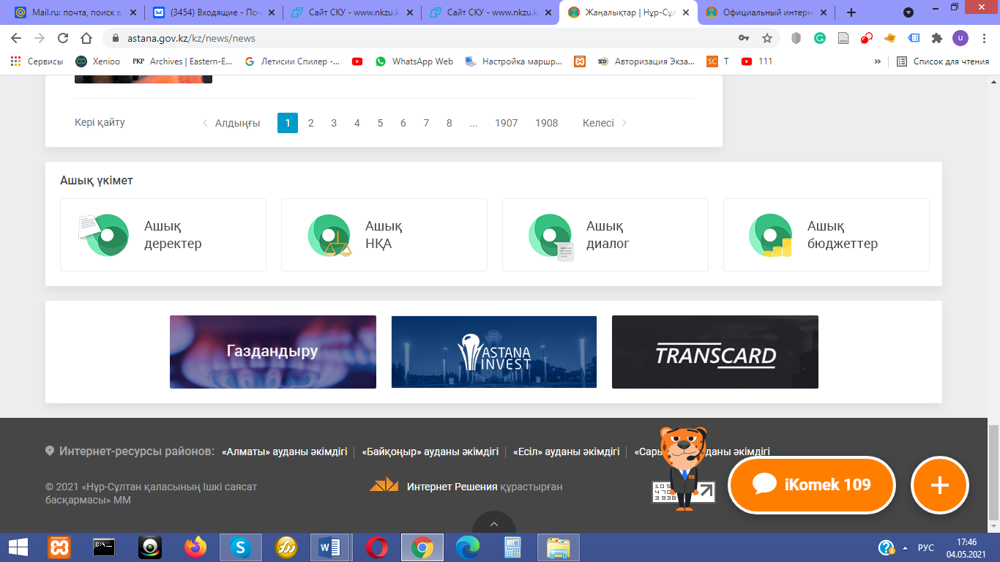 Mail.ru: почта, поиск в
(3454) Входящие - Поч
Сайт СКУ - www.nkzu.k
Сайт СКУ - www.nkzu.k
Жаңалықтар | Нұр-Сұл
Официальный интерн
astana.gov.kz/kz/news/news
u
Сервисы
Xenioo
PKP Archives | Eastern-E...
Летисии Спилер -...
WhatsApp Web
Настройка маршр...
Авторизация Экза...
SC T
111
»
Список для чтения
Кері қайту
Алдыңғы 1 2 3 4 5 6 7 8 ... 1907 1908 Келесі
Ашық үкімет
Ашық
деректер
Ашық
НҚА
Ашық
диалог
Ашық
бюджеттер
Газдандыру
ASTANA
INVEST
TRANSCARD
Интернет-ресурсы районов: «Алматы» ауданы әкімдігі «Байқоңыр» ауданы әкімдігі «Есіл» ауданы әкімдігі
© 2021 «Нұр-Сұлтан қаласының Ішкі саясат
басқармасы» ММ
Интернет Решения құрастырған
iKomek 109
РУС
17:46
04.05.2021